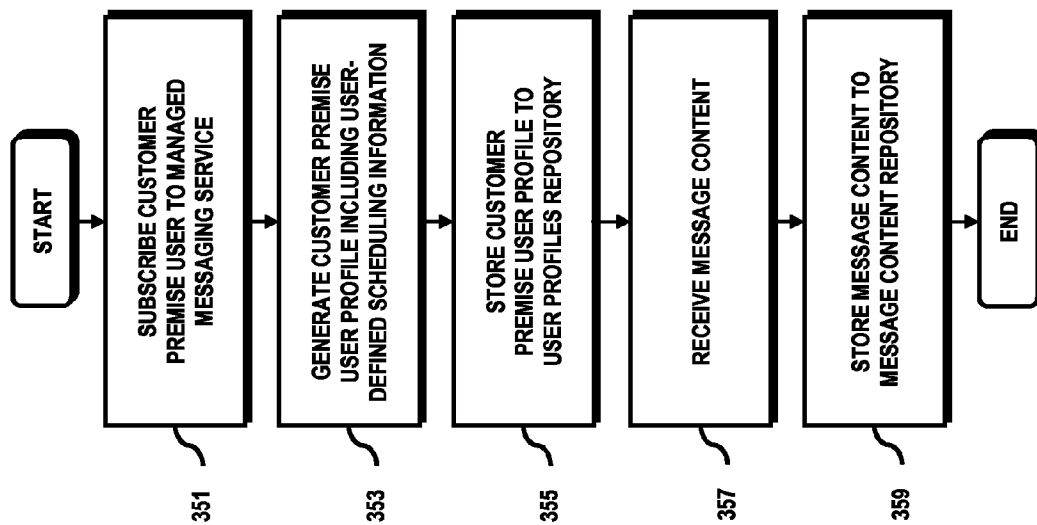 START
SUBSCRIBE CUSTOMER
PREMISE USER TO MANAGED
MESSAGING SERVICE
351
GENERATE CUSTOMER PREMISE
USER PROFILE INCLUDING USER-
DEFINED SCHEDULING INFORMATION
353
STORE CUSTOMER
PREMISE USER PROFILE TO
USER PROFILES REPOSITORY
355
RECEIVE MESSAGE CONTENT
357
STORE MESSAGE CONTENT TO
MESSAGE CONTENT REPOSITORY
359
END